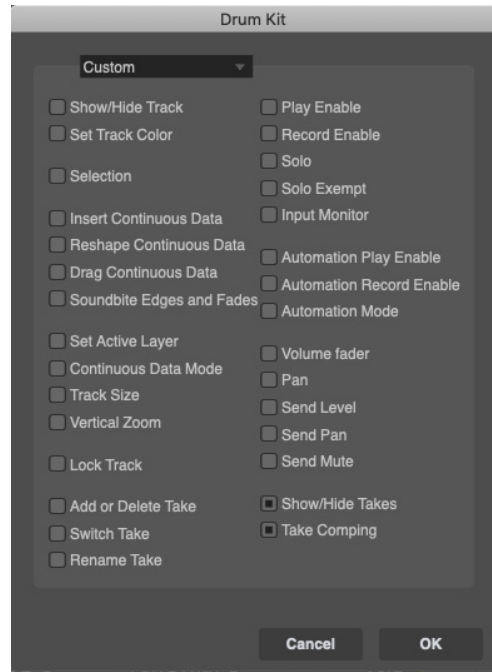 Drum Kit
Custom
Show/Hide Track
Set Track Color
Selection
Insert Continuous Data
Reshape Continuous Data
Drag Continuous Data
Soundbite Edges and Fades
Set Active Layer
Continuous Data Mode
Track Size
Vertical Zoom
Lock Track
Add or Delete Take
Switch Take
Rename Take
Play Enable
Record Enable
Solo
Solo Exempt
Input Monitor
Automation Play Enable
Automation Record Enable
Automation Mode
Volume fader
Pan
Send Level
Send Pan
Send Mute
Show/Hide Takes
Take Comping
Cancel
OK